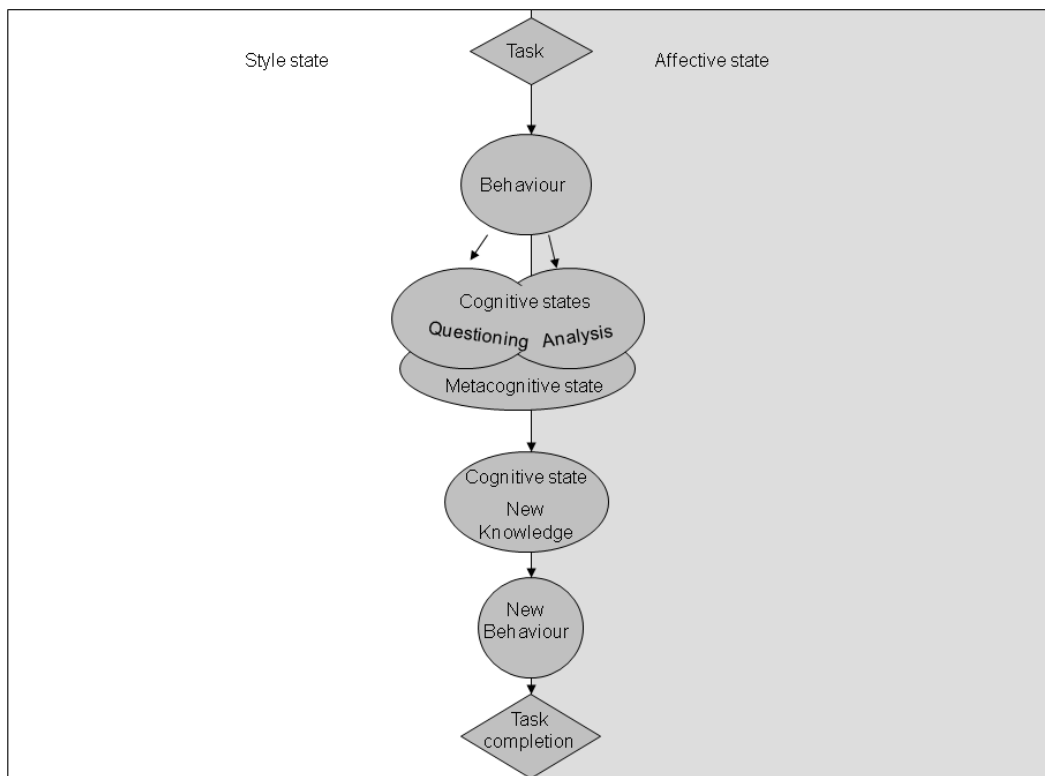 Task
Style state
Affective state
Behaviour
Cognitive states
Questioning
Analysis
Metacognitive state
Cognitive state
New
Knowledge
New
Behaviour
Task
completion